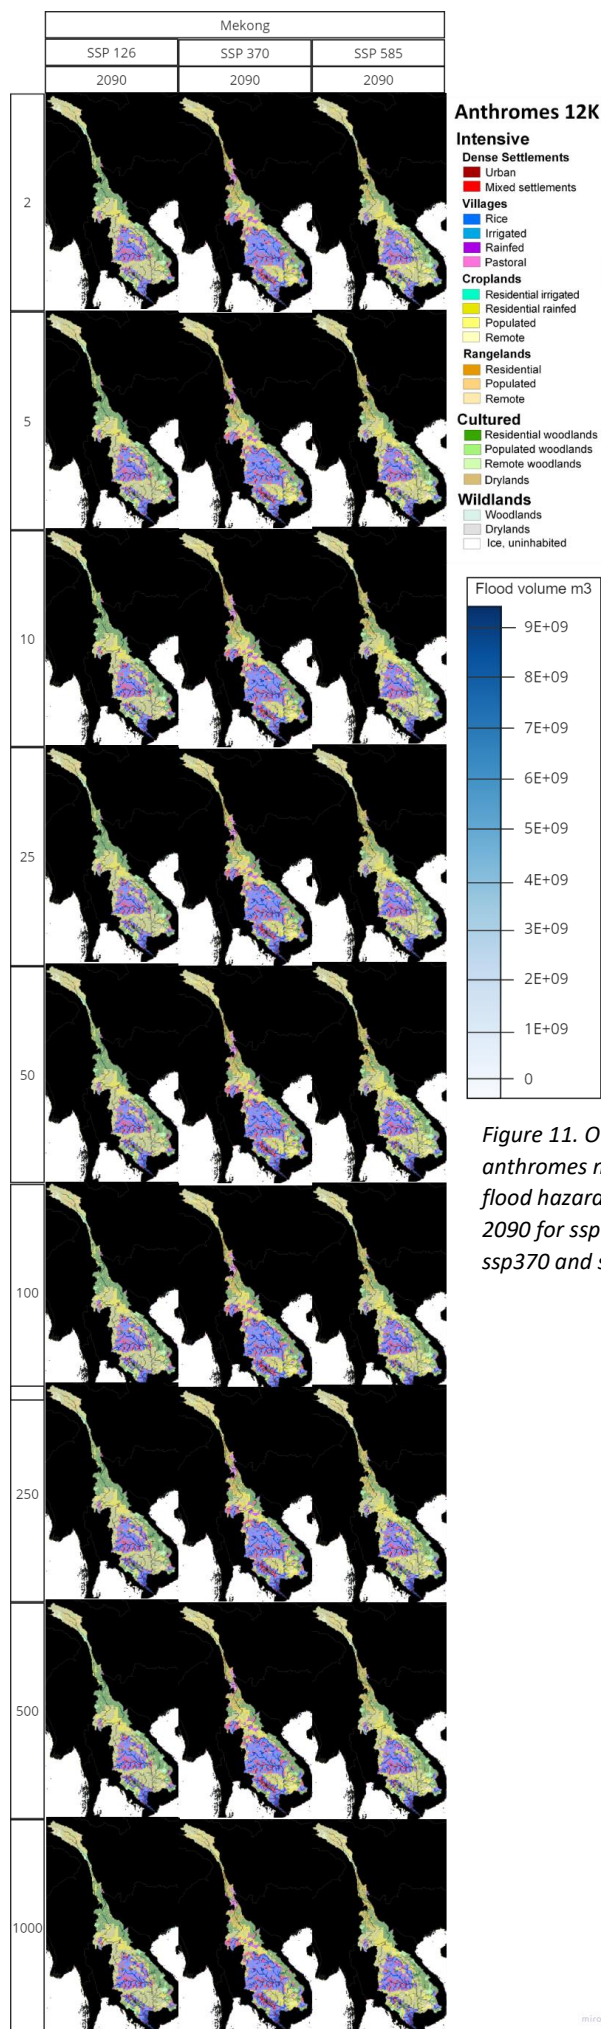 Mekong
SSP 126
SSP 370
SSP 585
2090
2090
2090
2
5
10
25
50
100
250
500
1000
Anthromes 12K
Intensive
Dense Settlements
Urban
Mixed settlements
Villages
Rice
Irrigated
Rainfed
Pastoral
Croplands
Residential irrigated
Residential rainfed
Populated
Remote
Rangelands
Residential
Populated
Remote
Cultured
Residential woodlands
Populated woodlands
Remote woodlands
Drylands
Wildlands
Woodlands
Drylands
Ice, uninhabited
Flood volume m3
9E+09
8E+09
7E+09
6E+09
5E+09
4E+09
3E+09
2E+09
1E+09
0
Figure 11. O
anthromes
flood hazard
2090 for ssp
ssp370 and s
miro